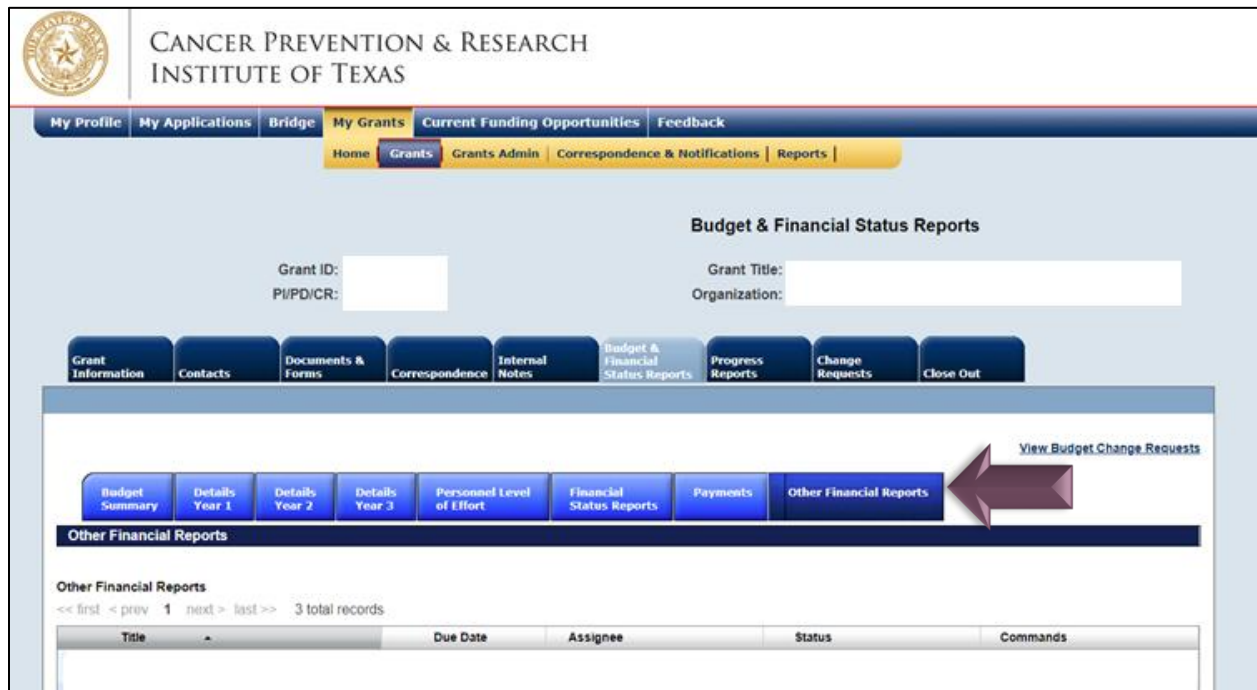 THE STATE OF TEXAS
CANCER PREVENTION & RESEARCH
INSTITUTE OF TEXAS
My Profile My Applications Bridge My Grants Current Funding Opportunities Feedback
Home Grants Grants Admin Correspondence & Notifications Reports
Budget & Financial Status Reports
Grant ID: Grant Title:
PI/PD/CR: Organization:
Grant Information Contacts Documents & Forms Correspondence Internal Notes Budget & Financial Status Reports Progress Reports Change Requests Close Out
View Budget Change Requests
Budget Summary Details Year 1 Details Year 2 Details Year 3 Personnel Level of Effort Financial Status Reports Payments Other Financial Reports
Other Financial Reports
Other Financial Reports
<< first < prev 1 next > last >> 3 total records
Title Due Date Assignee Status Commands